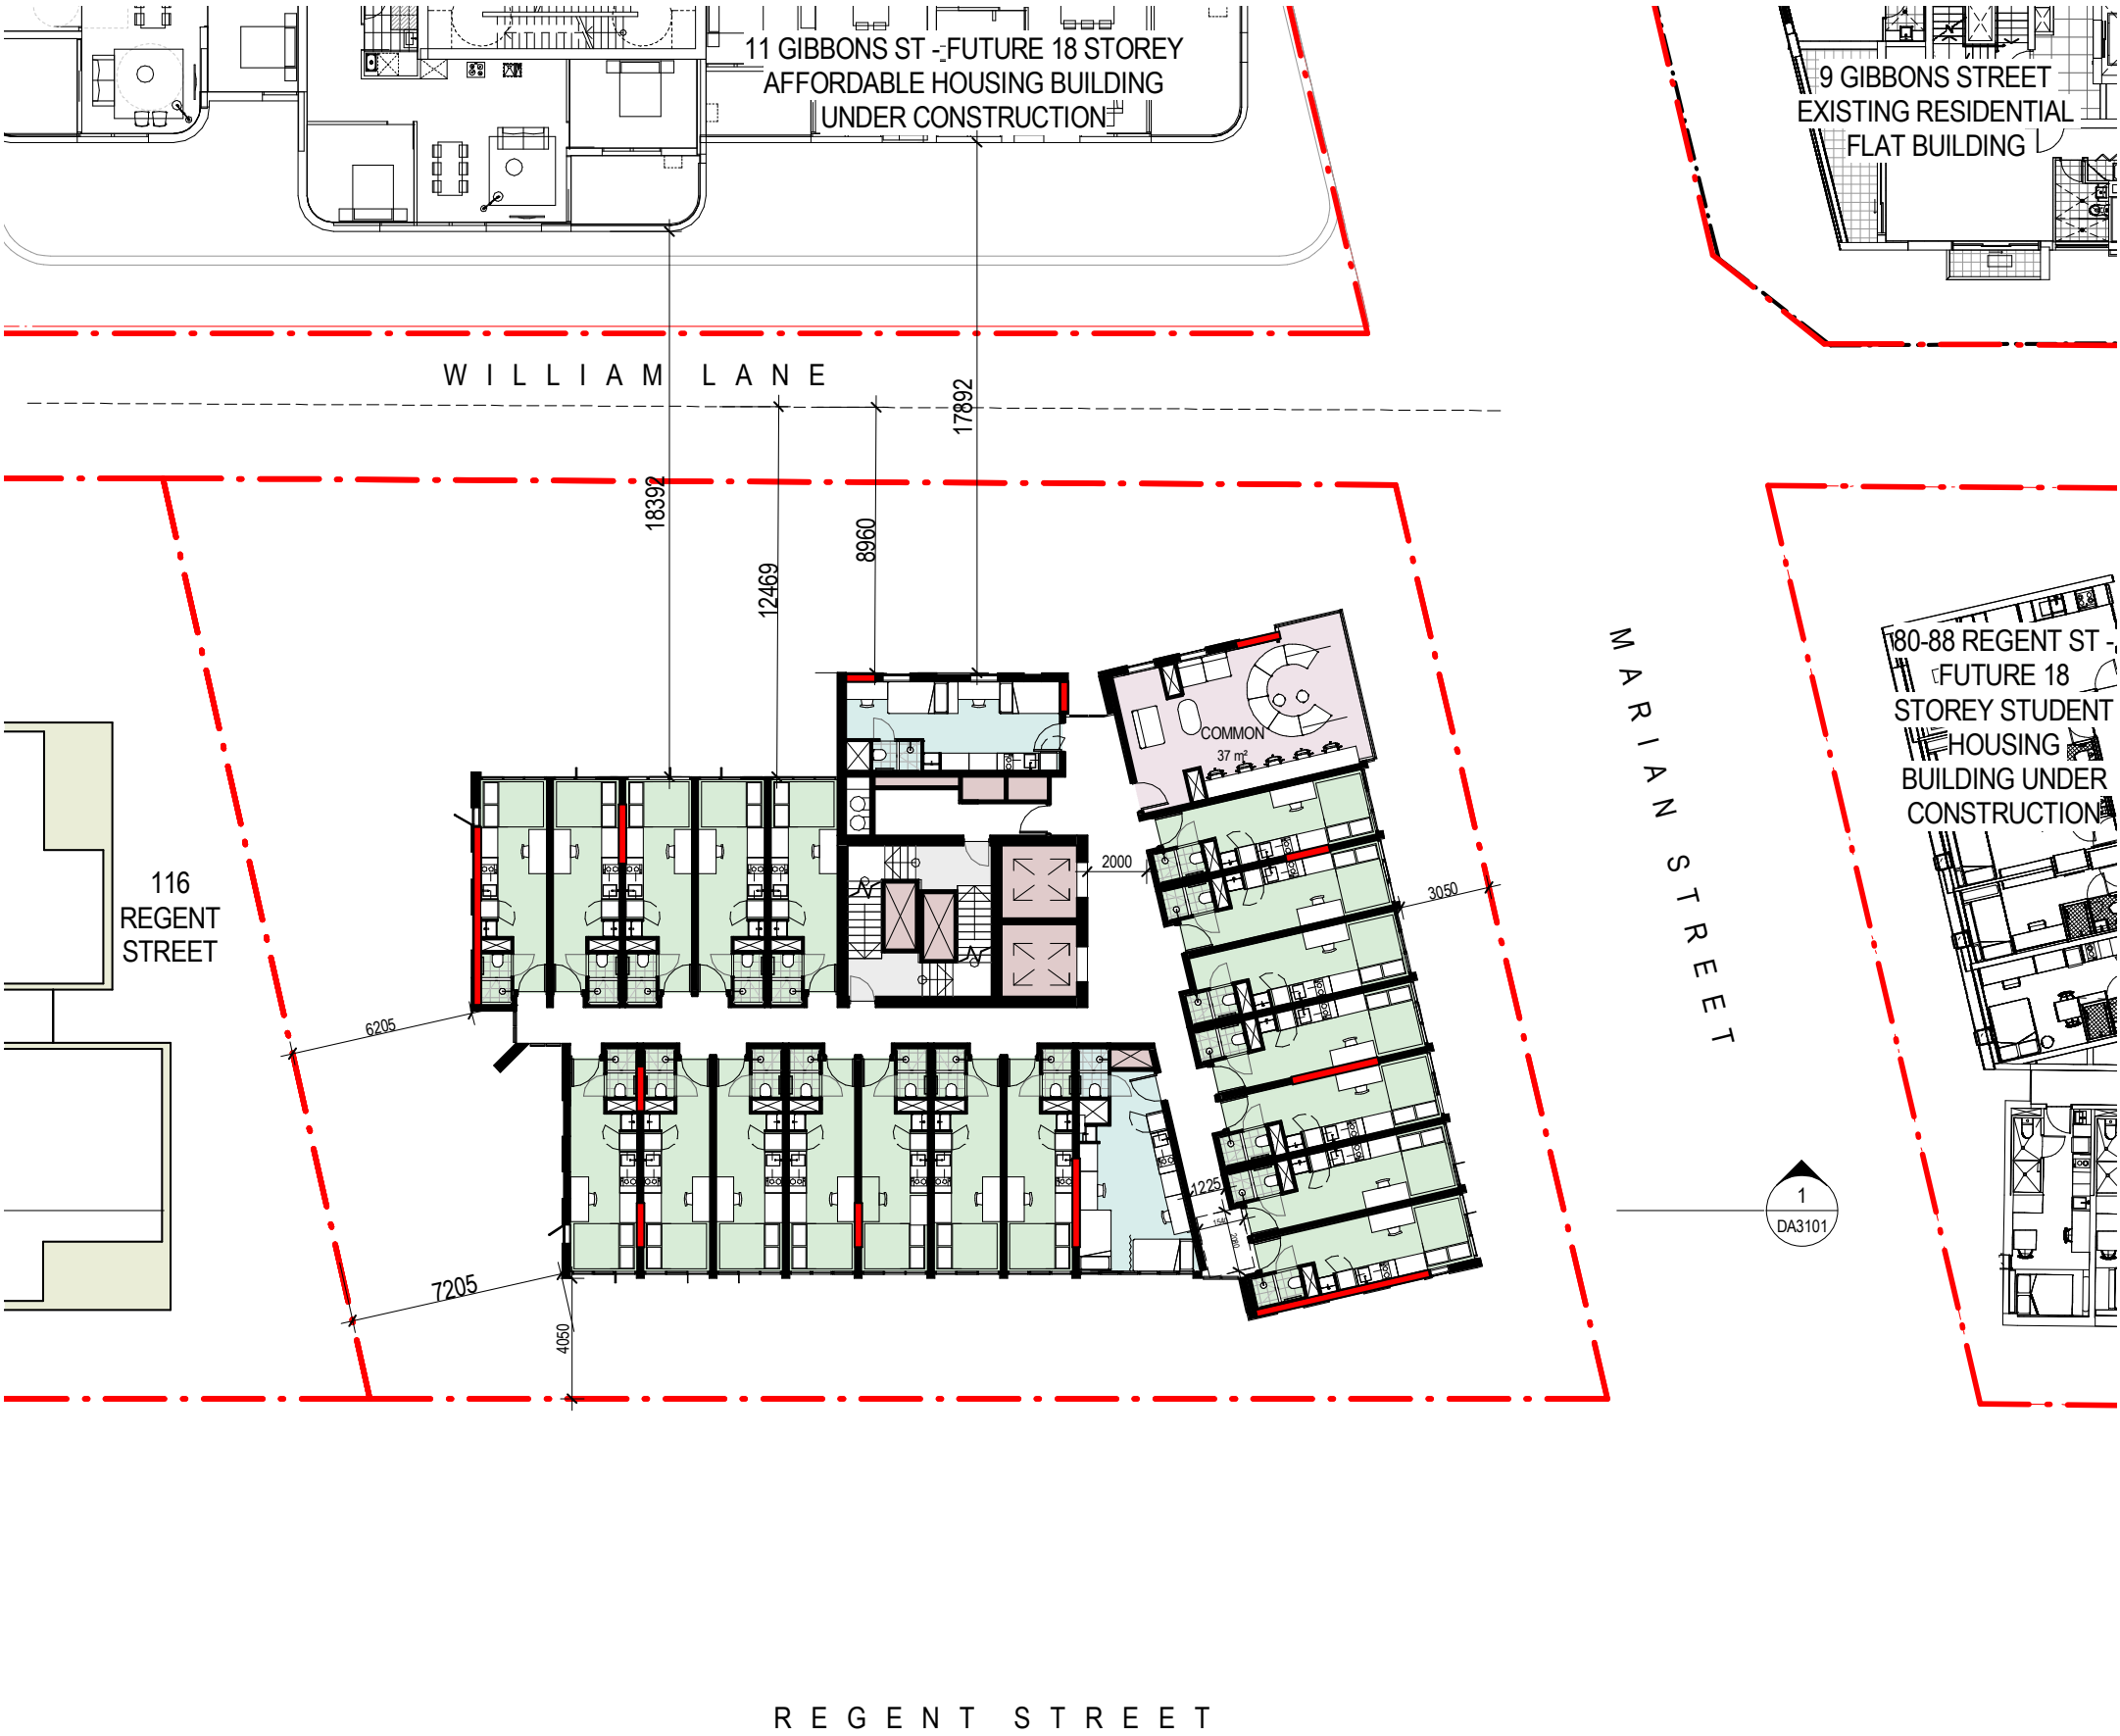 11 GIBBONS ST - FUTURE 18 STOREY
AFFORDABLE HOUSING BUILDING
UNDER CONSTRUCTION
9 GIBBONS STREET
EXISTING RESIDENTIAL
FLAT BUILDING
WILLIAM LANE
17892
18392
8960
12469
MARIAN STREET
80-88 REGENT ST -
FUTURE 18
STOREY STUDENT
HOUSING
BUILDING UNDER
CONSTRUCTION
COMMON
37 m²
2000
3050
116
REGENT
STREET
6205
1225
1540
2080
1
DA3101
7205
4050
REGENT STREET